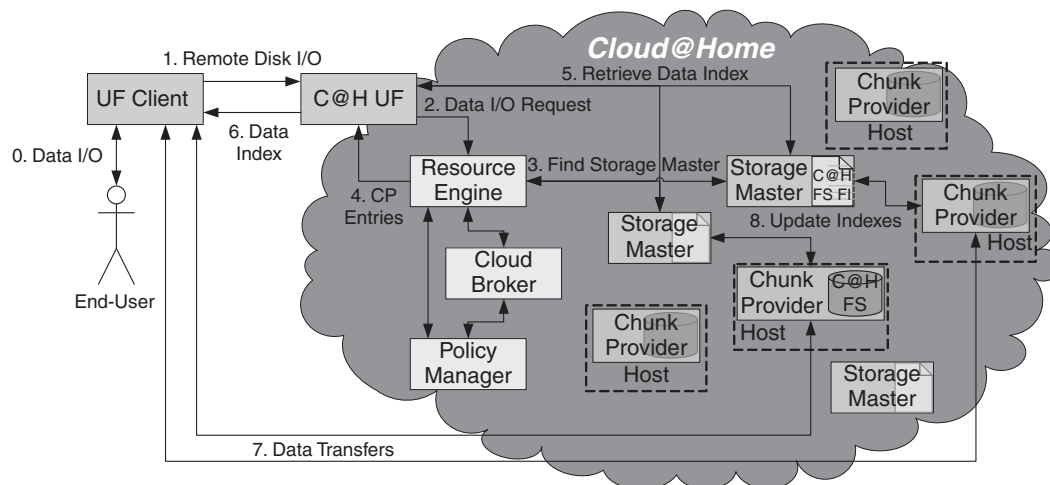 Cloud@Home
1. Remote Disk I/O
5. Retrieve Data Index
UF Client
C@H UF
2. Data I/O Request
6. Data
Index
0. Data I/O
Chunk
Provider
Host
Resource
Engine
3. Find Storage Master
Storage
Master
C@H
FS FI
4. CP
Entries
8. Update Indexes
Chunk
Provider
Host
Storage
Master
Cloud
Broker
Chunk
Provider
C@H
FS
Host
End-User
Chunk
Provider
Host
Policy
Manager
Storage
Master
7. Data Transfers